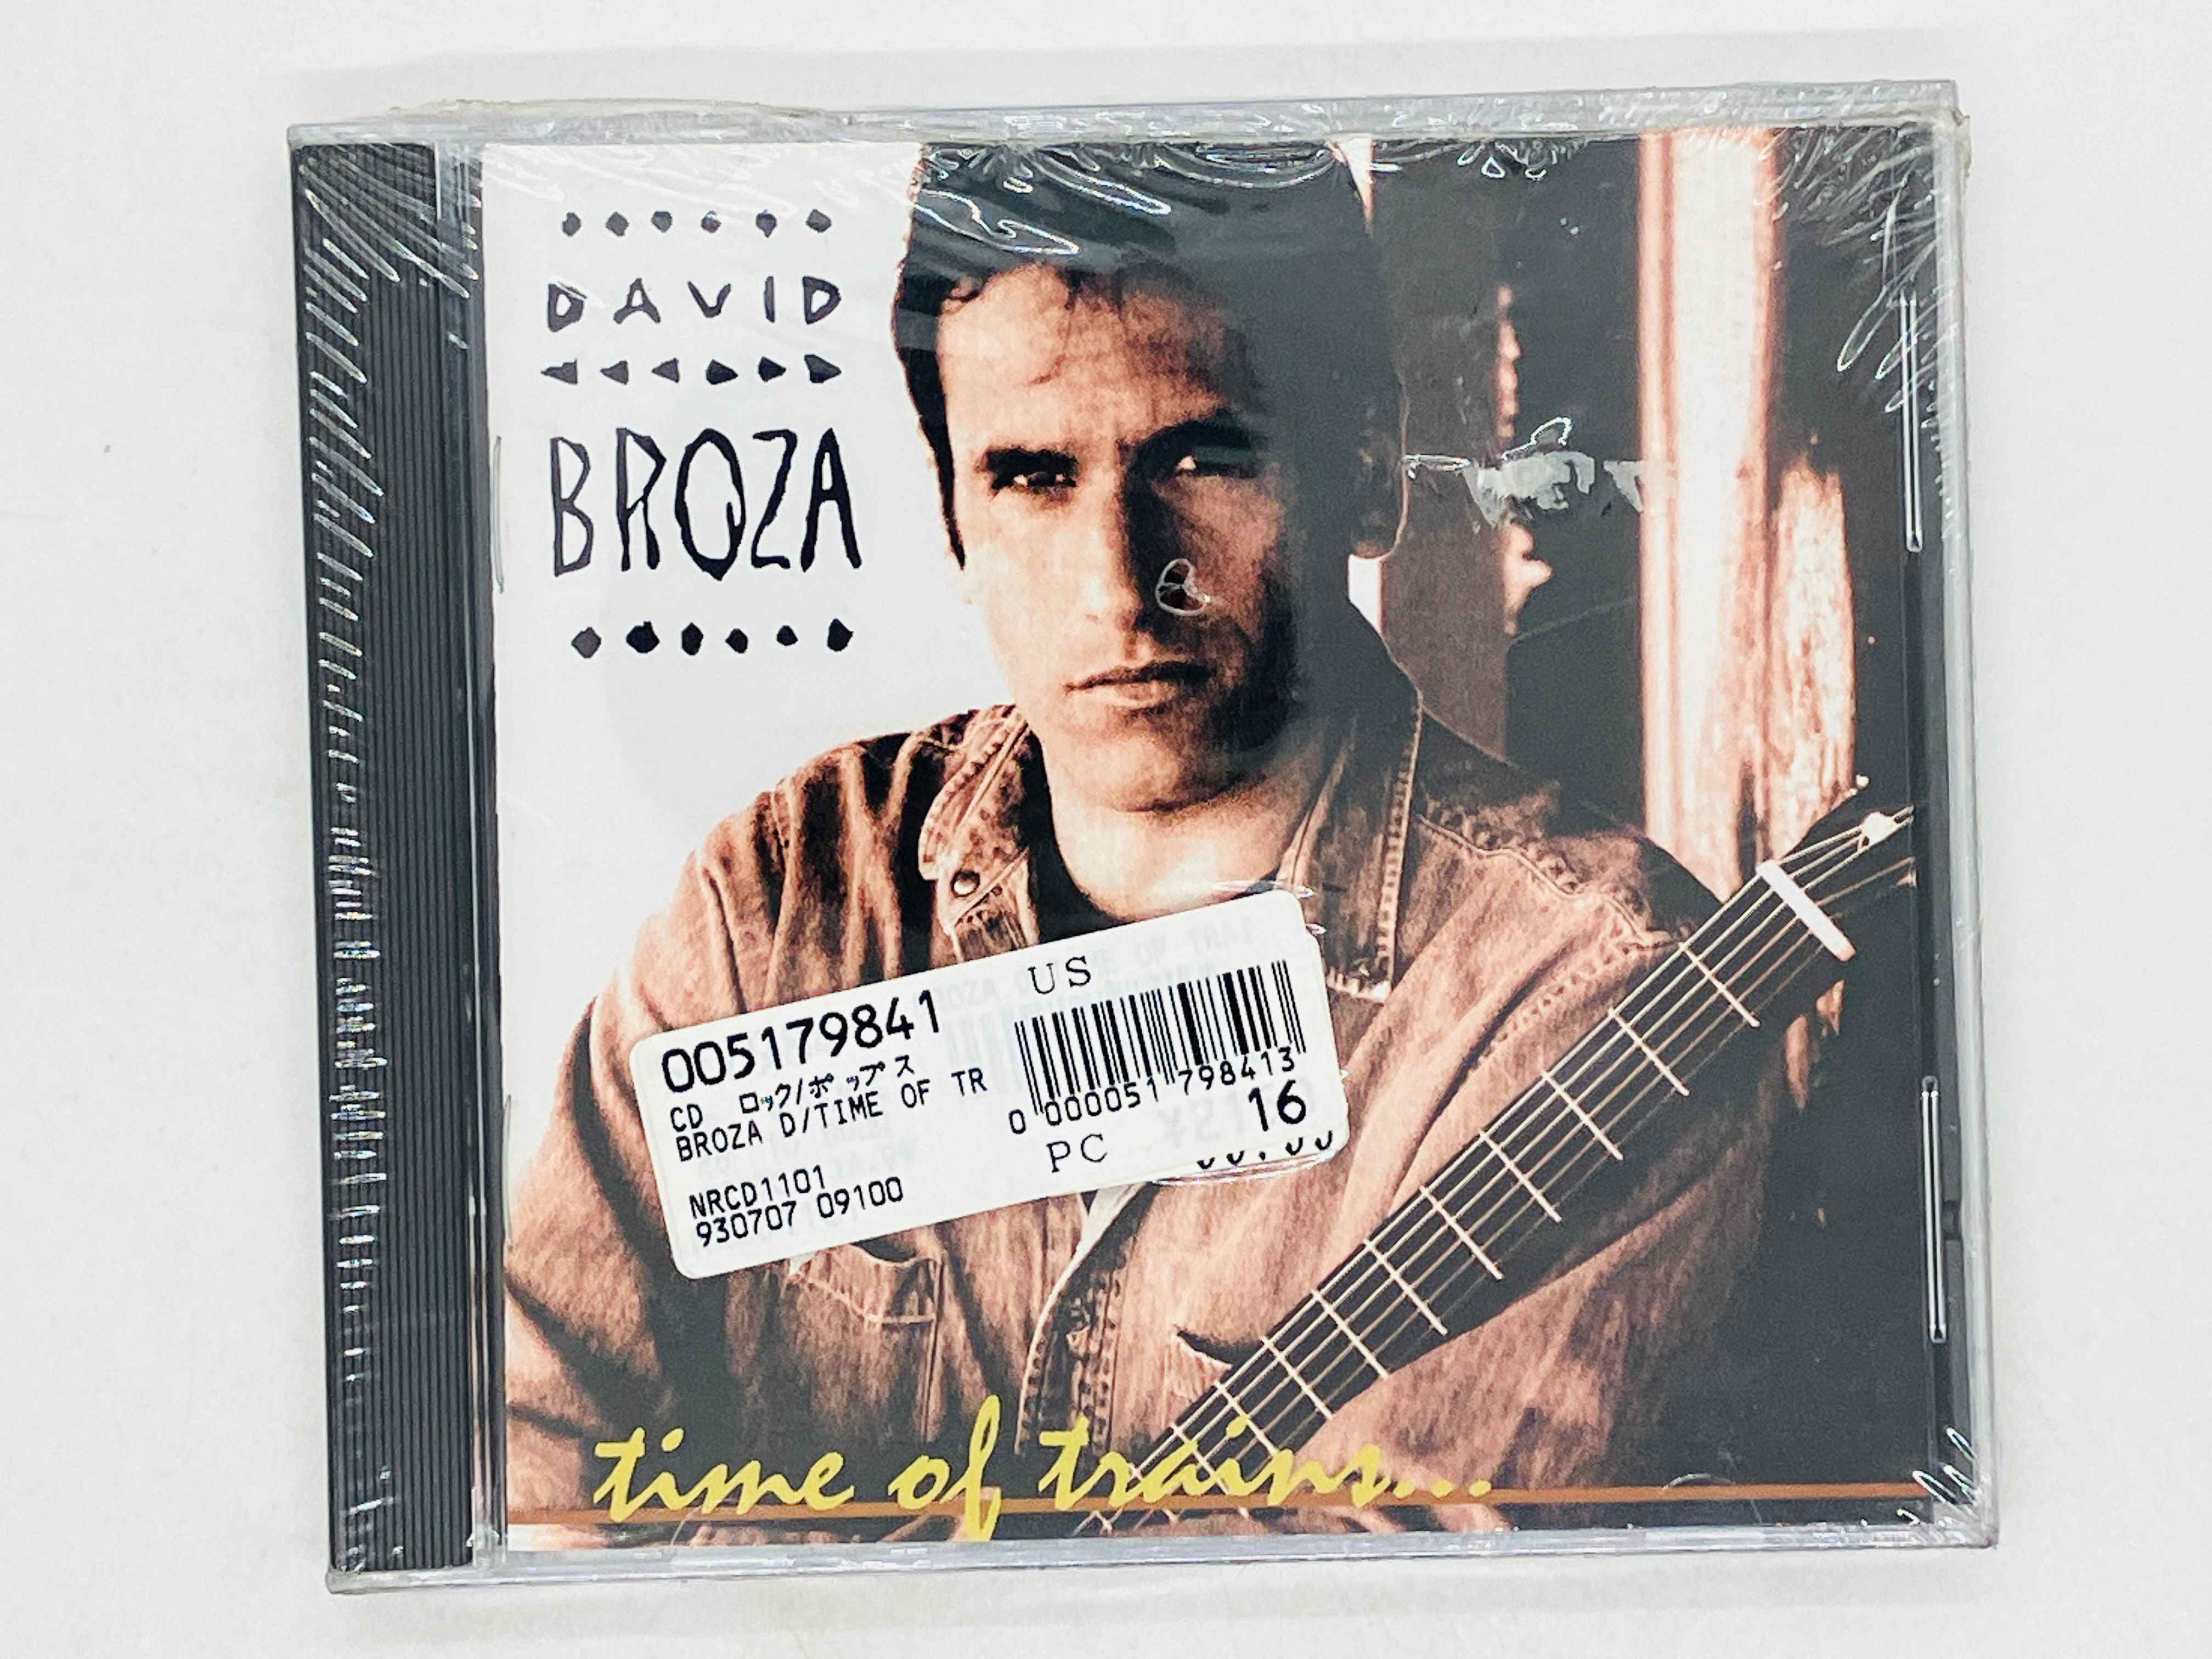 DAVID
BROZA
US
005179841
CD ロック/ポップス
BROZA D/TIME OF TR
0 000051 798413
16
PC
NRCD1101
930707 09100
time of trains...